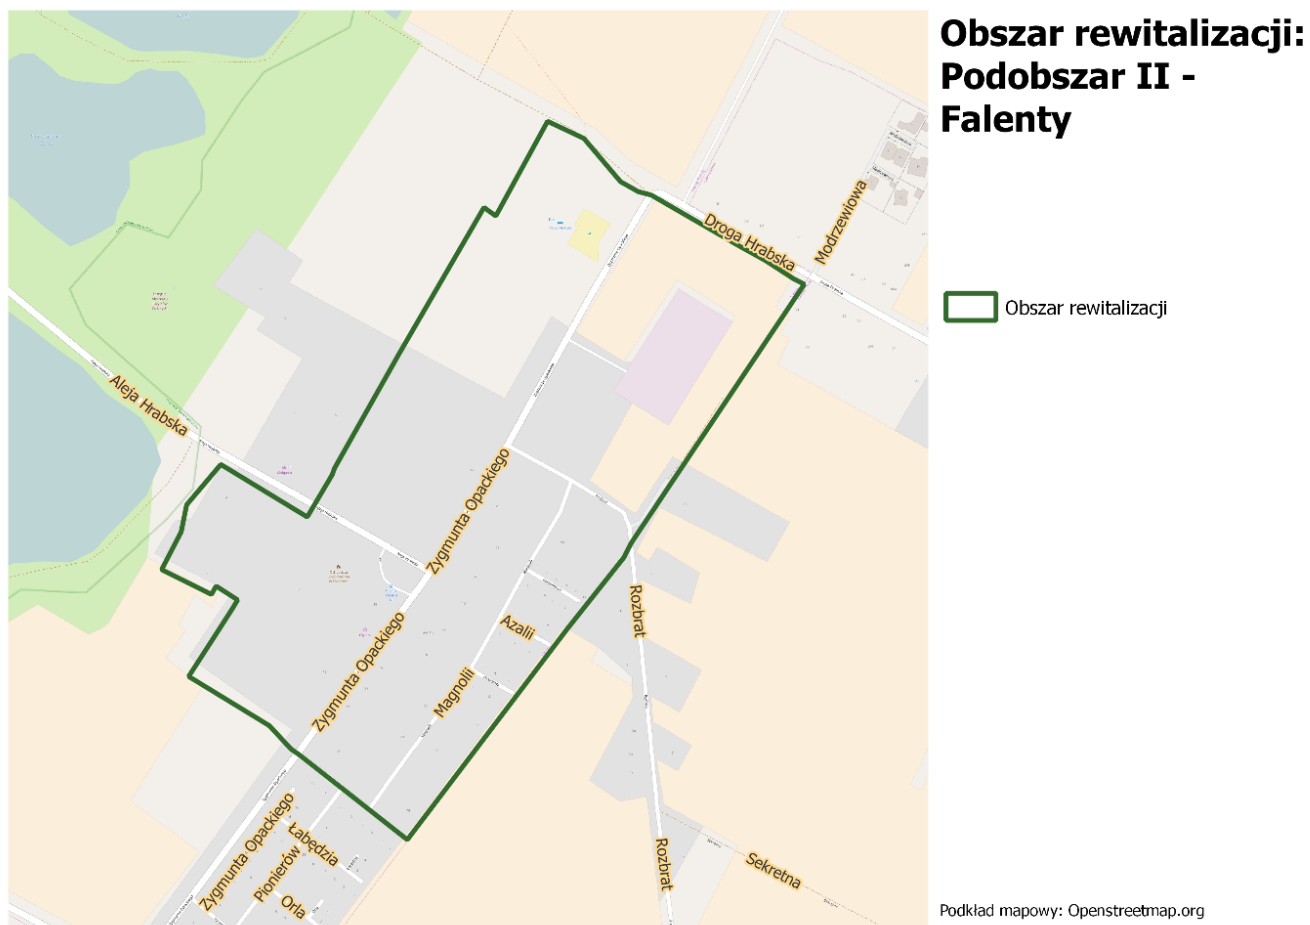 Obszar rewitalizacji:
Podobszar II -
Falenty
Droga Hrabska
Modrzewiowa
Obszar rewitalizacji
Aleja Hrabska
Zygmunta Opackiego
Rozbrat
Azalii
Zygmunta Opackiego
Magnolii
Zygmunta Opackiego
Łabędzia
Pionierów
Orla
Rozbrat
Sekretna
Podkład mapowy: Openstreetmap.org